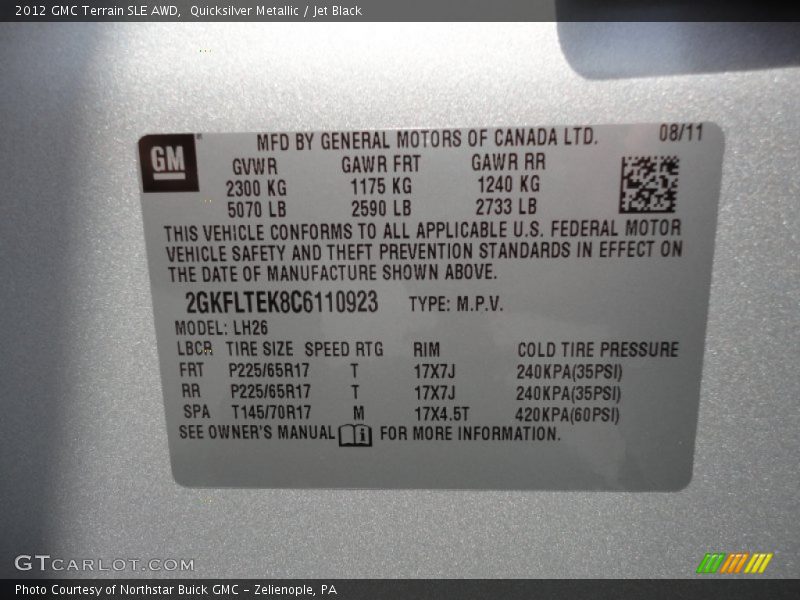 2012 GMC Terrain SLE AWD,  Quicksilver Metallic / Jet Black
GM
MFD BY GENERAL MOTORS OF CANADA LTD. 08/11
GVWR GAWR FRT GAWR RR
2300 KG 1175 KG 1240 KG
5070 LB 2590 LB 2733 LB
THIS VEHICLE CONFORMS TO ALL APPLICABLE U.S. FEDERAL MOTOR
VEHICLE SAFETY AND THEFT PREVENTION STANDARDS IN EFFECT ON
THE DATE OF MANUFACTURE SHOWN ABOVE.
2GKFLTEK8C6110923 TYPE: M.P.V.
MODEL: LH26
LBCR TIRE SIZE SPEED RTG RIM COLD TIRE PRESSURE
FRT P225/65R17 T 17X7J 240KPA(35PSI)
RR P225/65R17 T 17X7J 240KPA(35PSI)
SPA T145/70R17 M 17X4.5T 420KPA(60PSI)
SEE OWNER'S MANUAL FOR MORE INFORMATION.
GTCARLOT.COM
Photo Courtesy of Northstar Buick GMC - Zelienople, PA